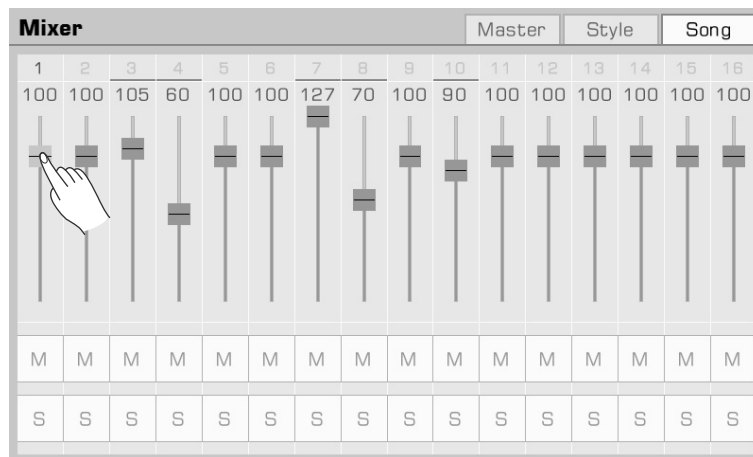 Mixer Master Style Song
1 2 3 4 5 6 7 8 9 10 11 12 13 14 15 16
100 100 105 60 100 100 127 70 100 90 100 100 100 100 100 100
M M M M M M M M M M M M M M M M
S S S S S S S S S S S S S S S S